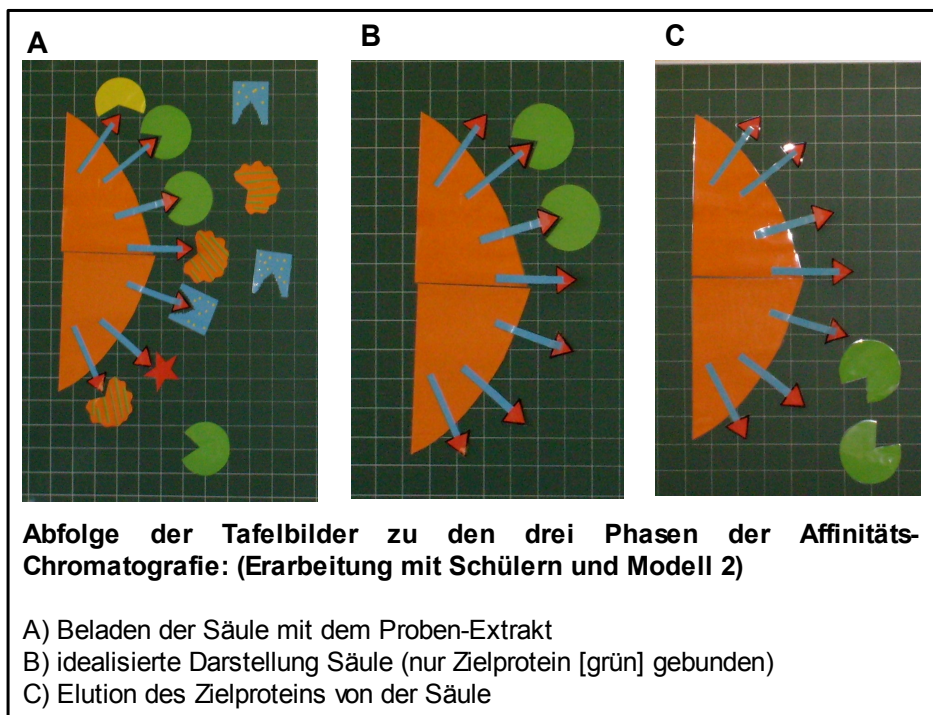 A
B
C
Abfolge der Tafelbilder zu den drei Phasen der Affinitäts-
Chromatografie: (Erarbeitung mit Schülern und Modell 2)
A) Beladen der Säule mit dem Proben-Extrakt
B) idealisierte Darstellung Säule (nur Zielprotein [grün] gebunden)
C) Elution des Zielproteins von der Säule